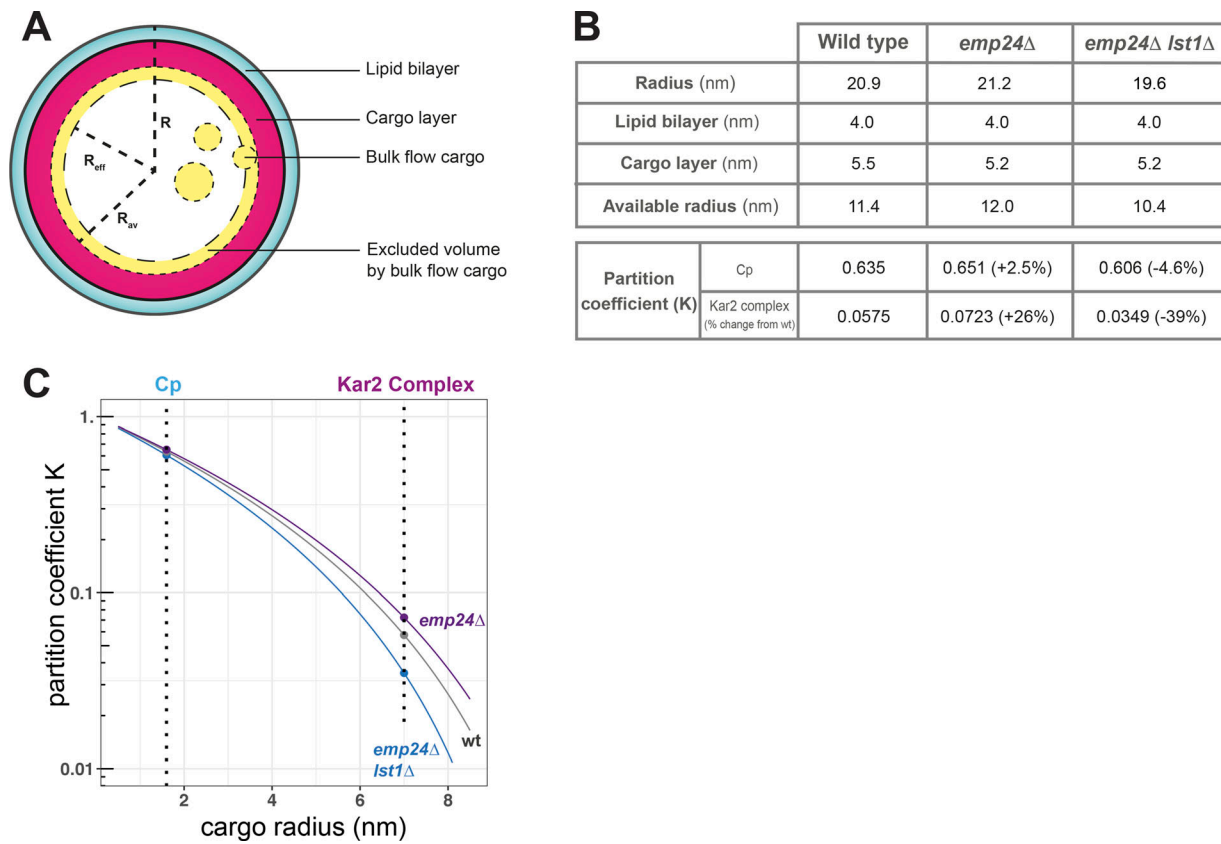 A
Lipid bilayer
Cargo layer
Bulk flow cargo
Excluded volume
by bulk flow cargo
R
Reff
Rav
B
Wild type emp24Δ emp24Δ lst1Δ
Radius (nm) 20.9 21.2 19.6
Lipid bilayer (nm) 4.0 4.0 4.0
Cargo layer (nm) 5.5 5.2 5.2
Available radius (nm) 11.4 12.0 10.4
Partition
coefficient (K)
Cp 0.635 0.651 (+2.5%) 0.606 (-4.6%)
Kar2 complex
(% change from wt)
0.0575 0.0723 (+26%) 0.0349 (-39%)
C
Cp Kar2 Complex
partition coefficient K
1.
0.1
0.01
emp24Δ
wt
emp24Δ
lst1Δ
2 4 6 8
cargo radius (nm)